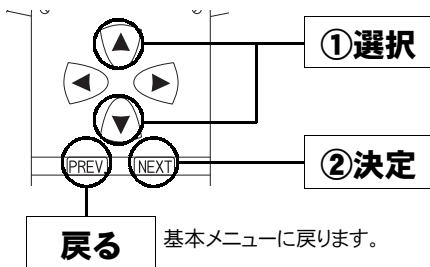 ①選択
PREV
NEXT
②決定
戻る
基本メニューに戻ります。